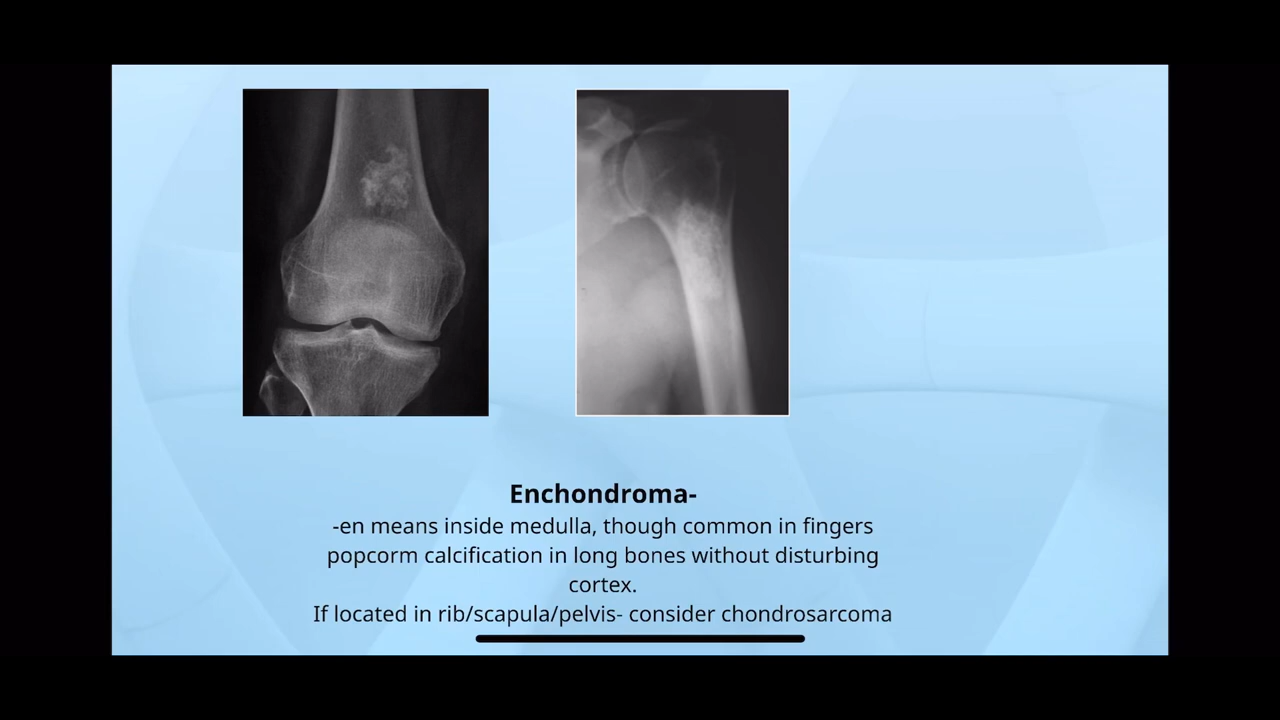 Enchondroma-
-en means inside medulla, though common in fingers
popcorm calcification in long bones without disturbing
cortex.
If located in rib/scapula/pelvis- consider chondrosarcoma